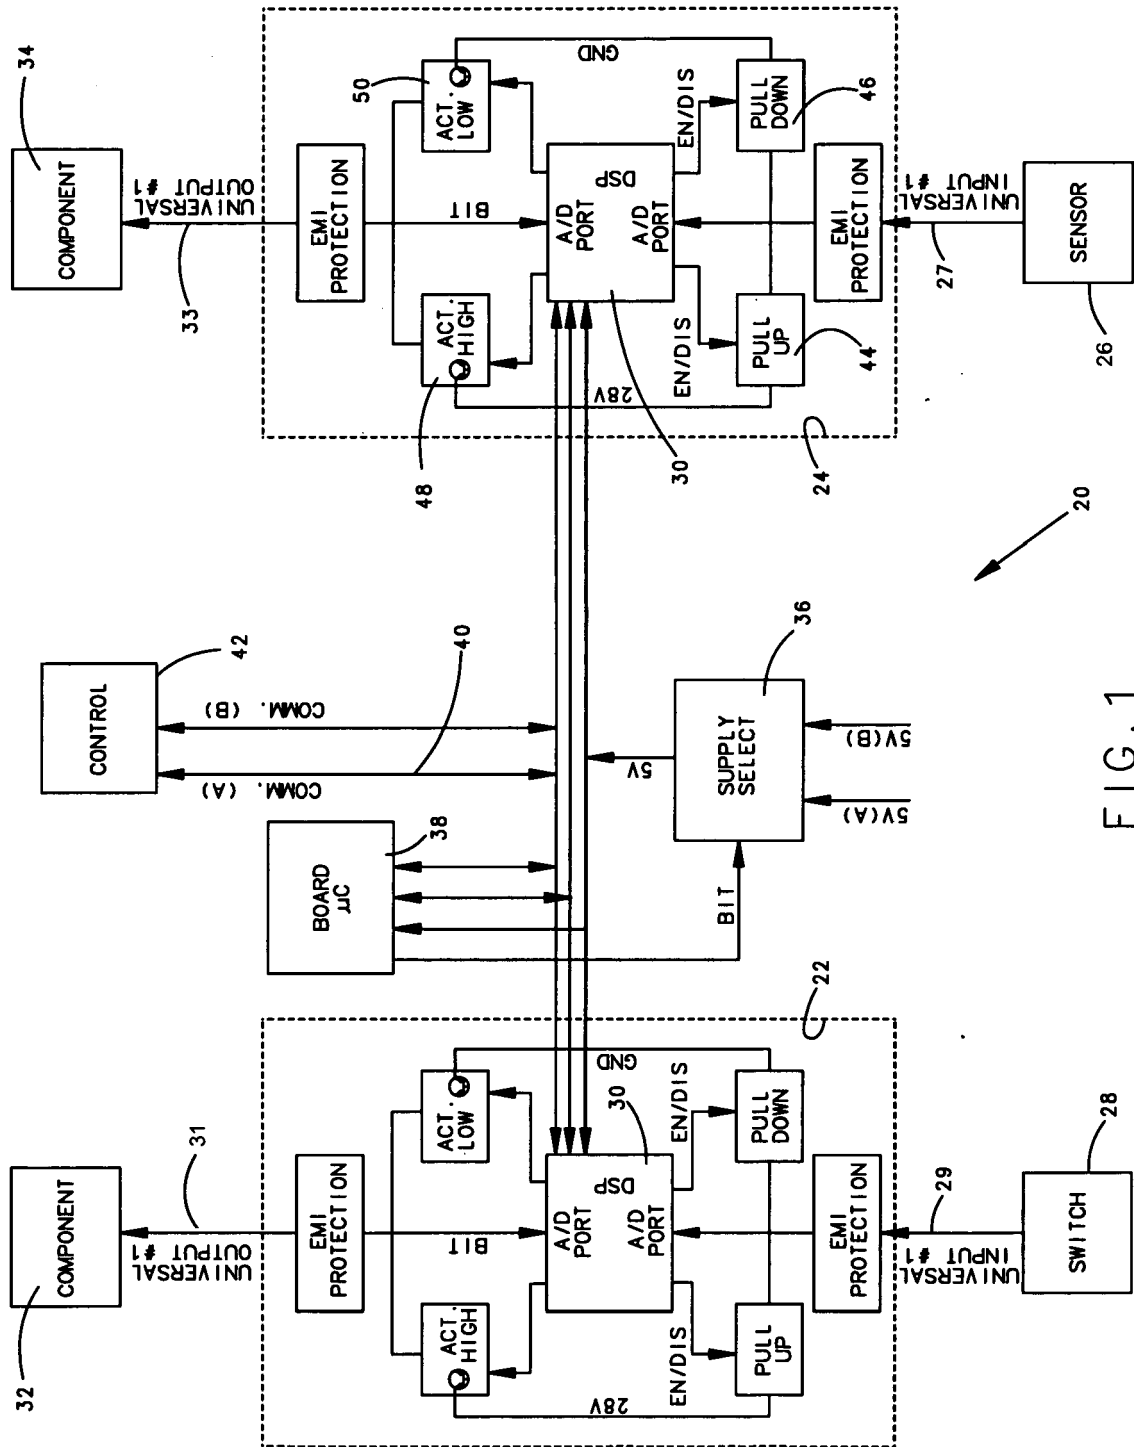 34
COMPONENT
33
UNIVERSAL
OUTPUT #1
EMI
PROTECTION
BIT
50
ACT.
LOW
GND
ACT.
HIGH
48
28V
A/D
PORT
DSP
A/D
PORT
30
EN/DIS
EN/DIS
PULL
DOWN
46
PULL
UP
44
EMI
PROTECTION
24
27
UNIVERSAL
INPUT #1
SENSOR
26
42
CONTROL
COMM. (B)
COMM. (A)
40
38
BOARD
µC
BIT
5V
SUPPLY
SELECT
36
5V(B)
5V(A)
20
FIG. 1
32
COMPONENT
31
UNIVERSAL
OUTPUT #1
EMI
PROTECTION
BIT
ACT.
LOW
GND
ACT.
HIGH
28V
A/D
PORT
DSP
A/D
PORT
30
EN/DIS
EN/DIS
PULL
DOWN
PULL
UP
EMI
PROTECTION
22
29
UNIVERSAL
INPUT #1
SWITCH
28